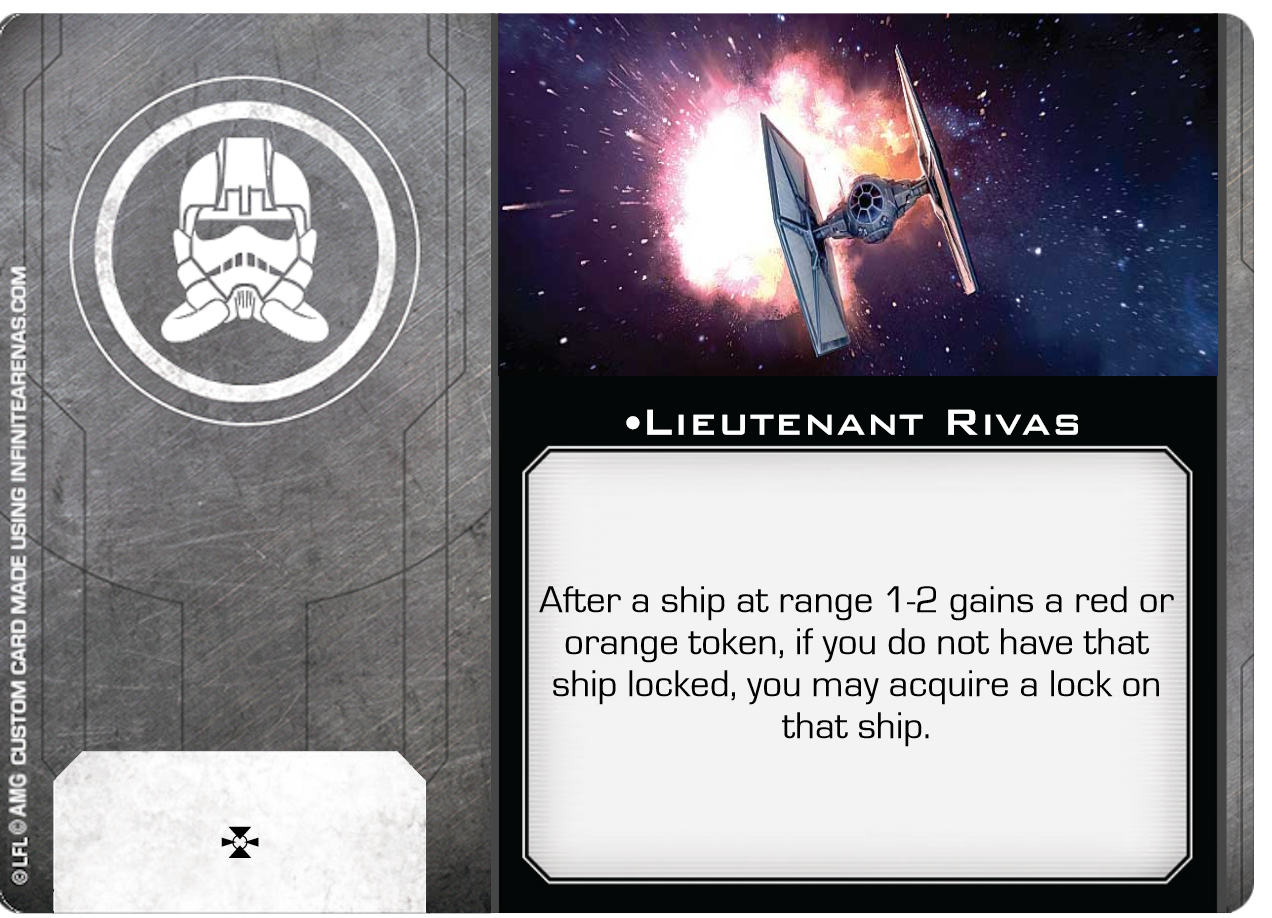 •Lieutenant Rivas
After a ship at range 1-2 gains a red or
orange token, if you do not have that
ship locked, you may acquire a lock on
that ship.
©LFL ©AMG CUSTOM CARD MADE USING INFINITEARENAS.COM